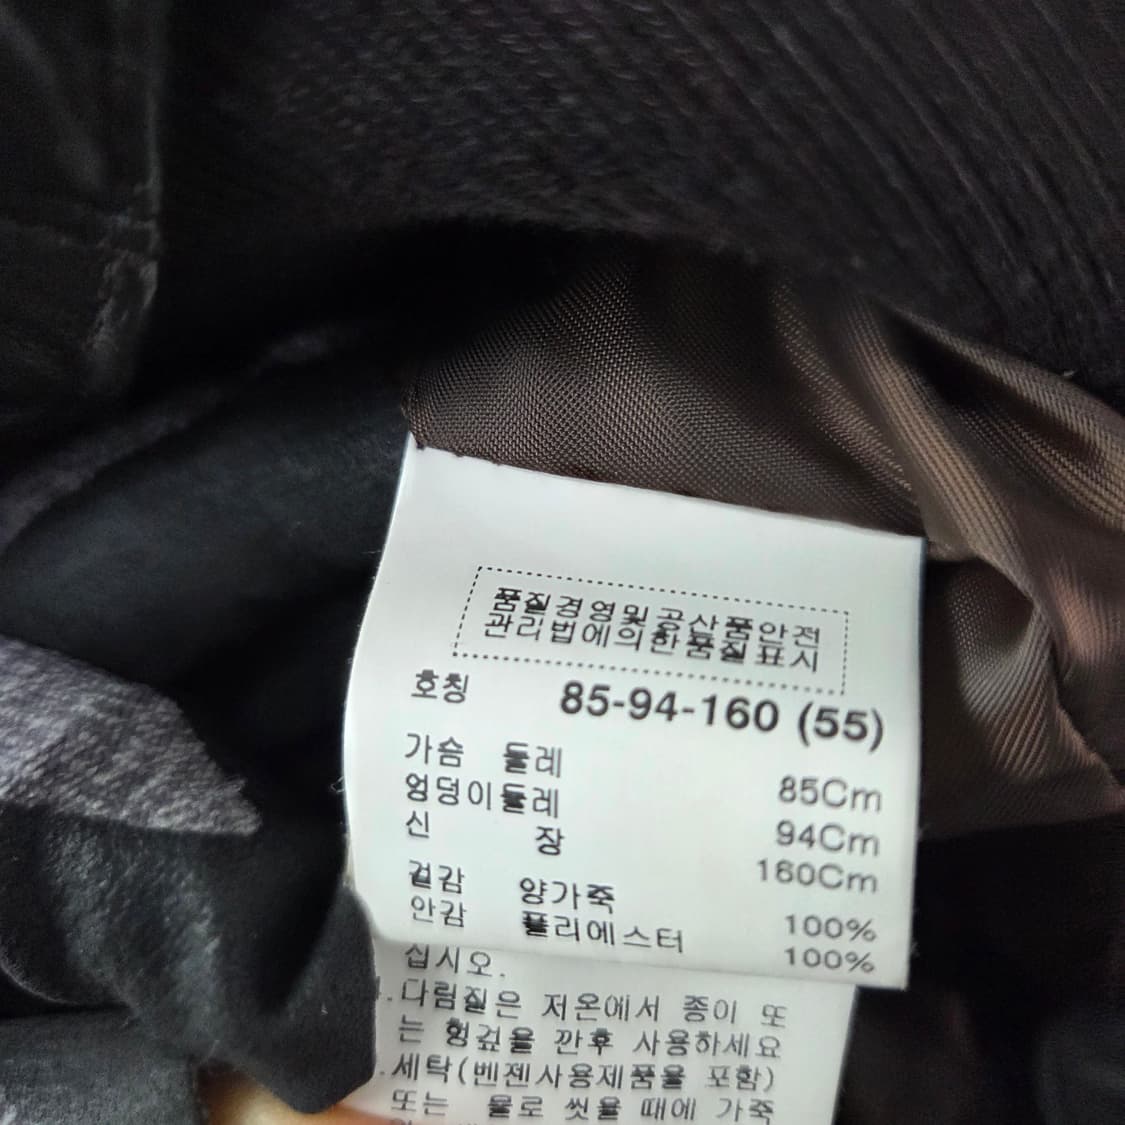 품질경영및공산품안전
관리법에의한품질표시
호칭 85-94-160 (55)
가슴 둘레 85Cm
엉덩이둘레 94Cm
신 장 160Cm
겉감 양가죽 100%
안감 폴리에스터 100%
십시오.
.다림질은 저온에서 종이 또
는 헝겊을 깐후 사용하세요
.세탁(벤젠사용제품을 포함)
또는 물로 씻을 때에 가죽